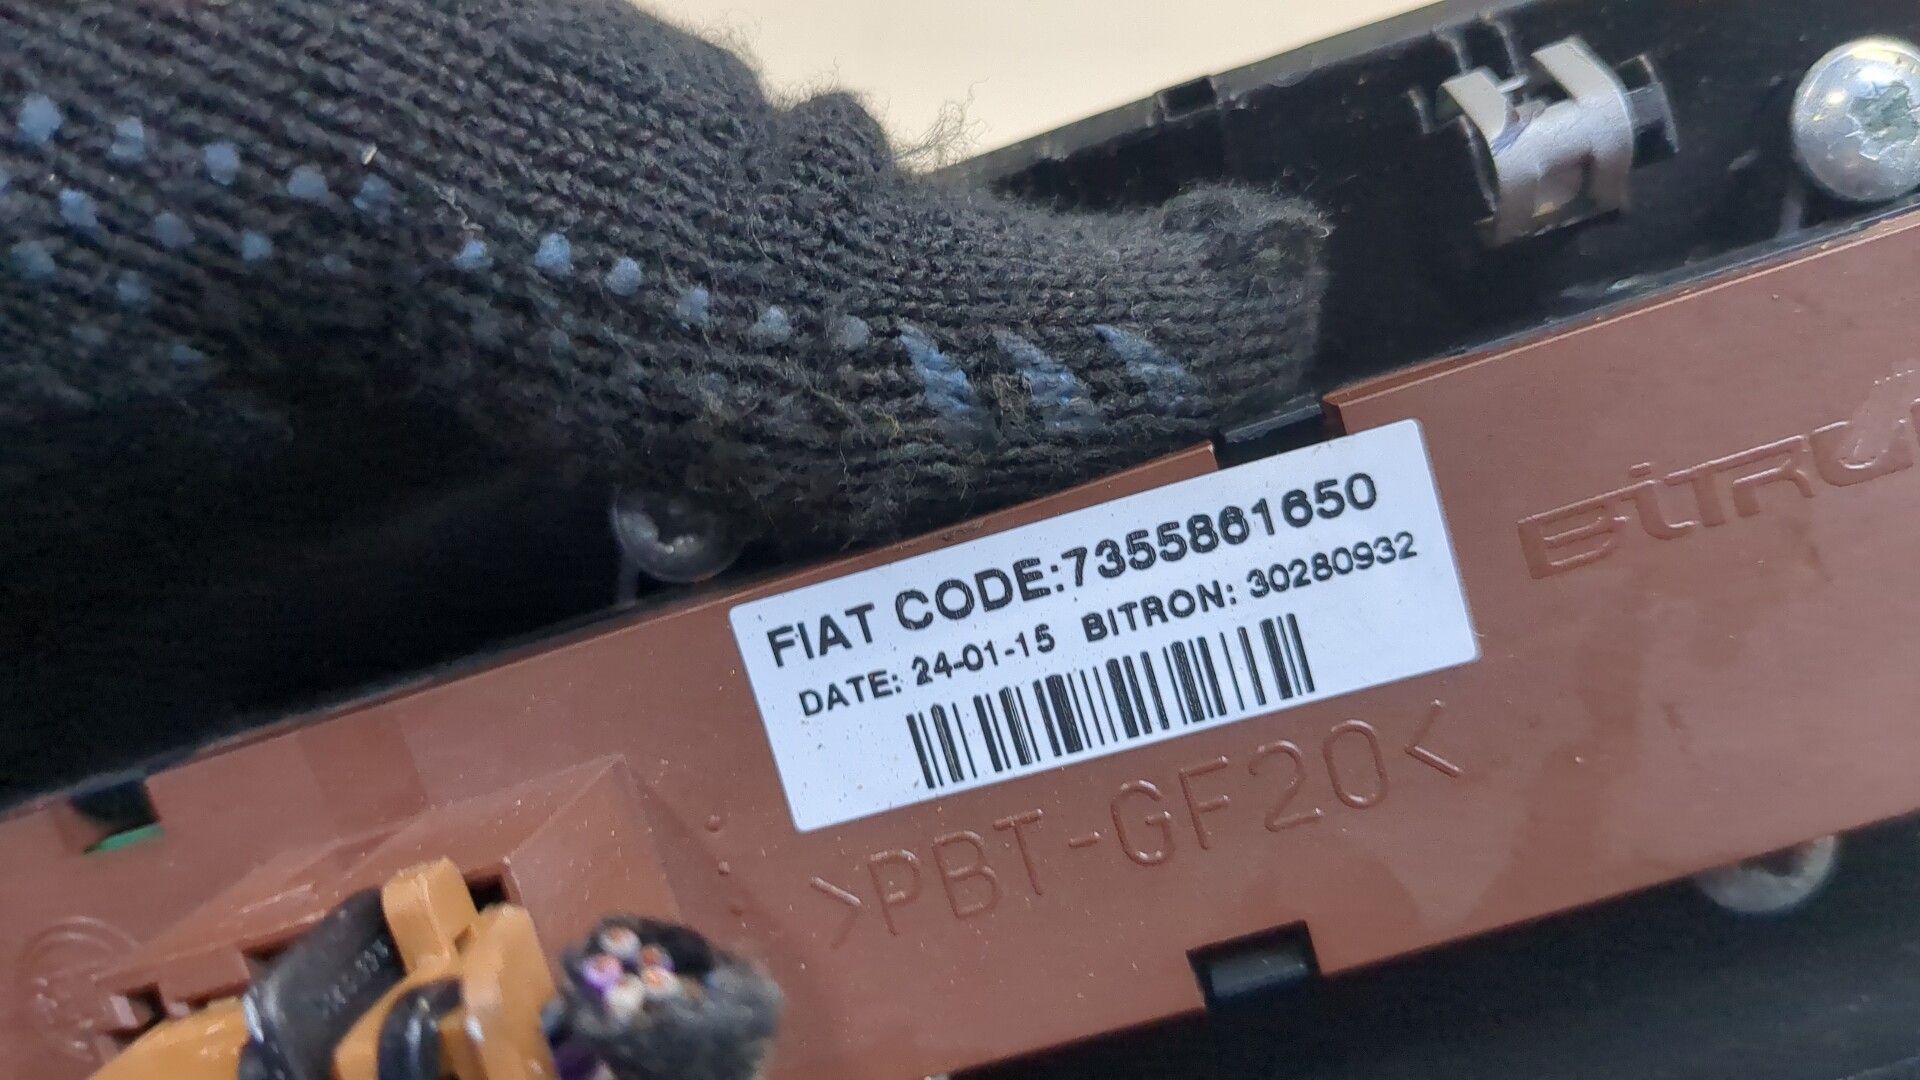 FIAT CODE:7355861650
DATE: 24-01-15 BITRON: 30280932
>PBT-GF20<